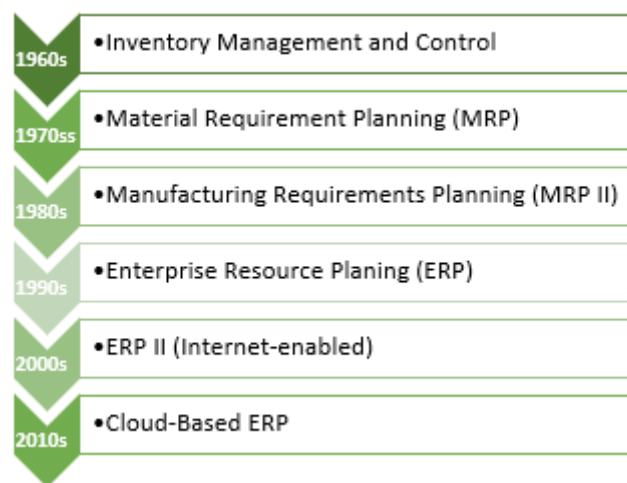 •Inventory Management and Control
1960s
•Material Requirement Planning (MRP)
1970ss
•Manufacturing Requirements Planning (MRP II)
1980s
•Enterprise Resource Planing (ERP)
1990s
•ERP II (Internet-enabled)
2000s
•Cloud-Based ERP
2010s